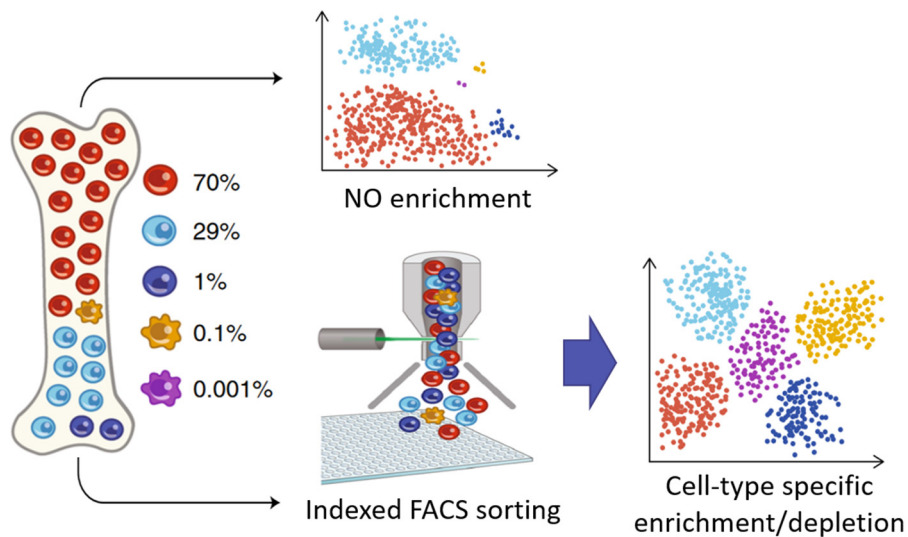 70%
29%
1%
0.1%
0.001%
NO enrichment
Indexed FACS sorting
Cell-type specific
enrichment/depletion